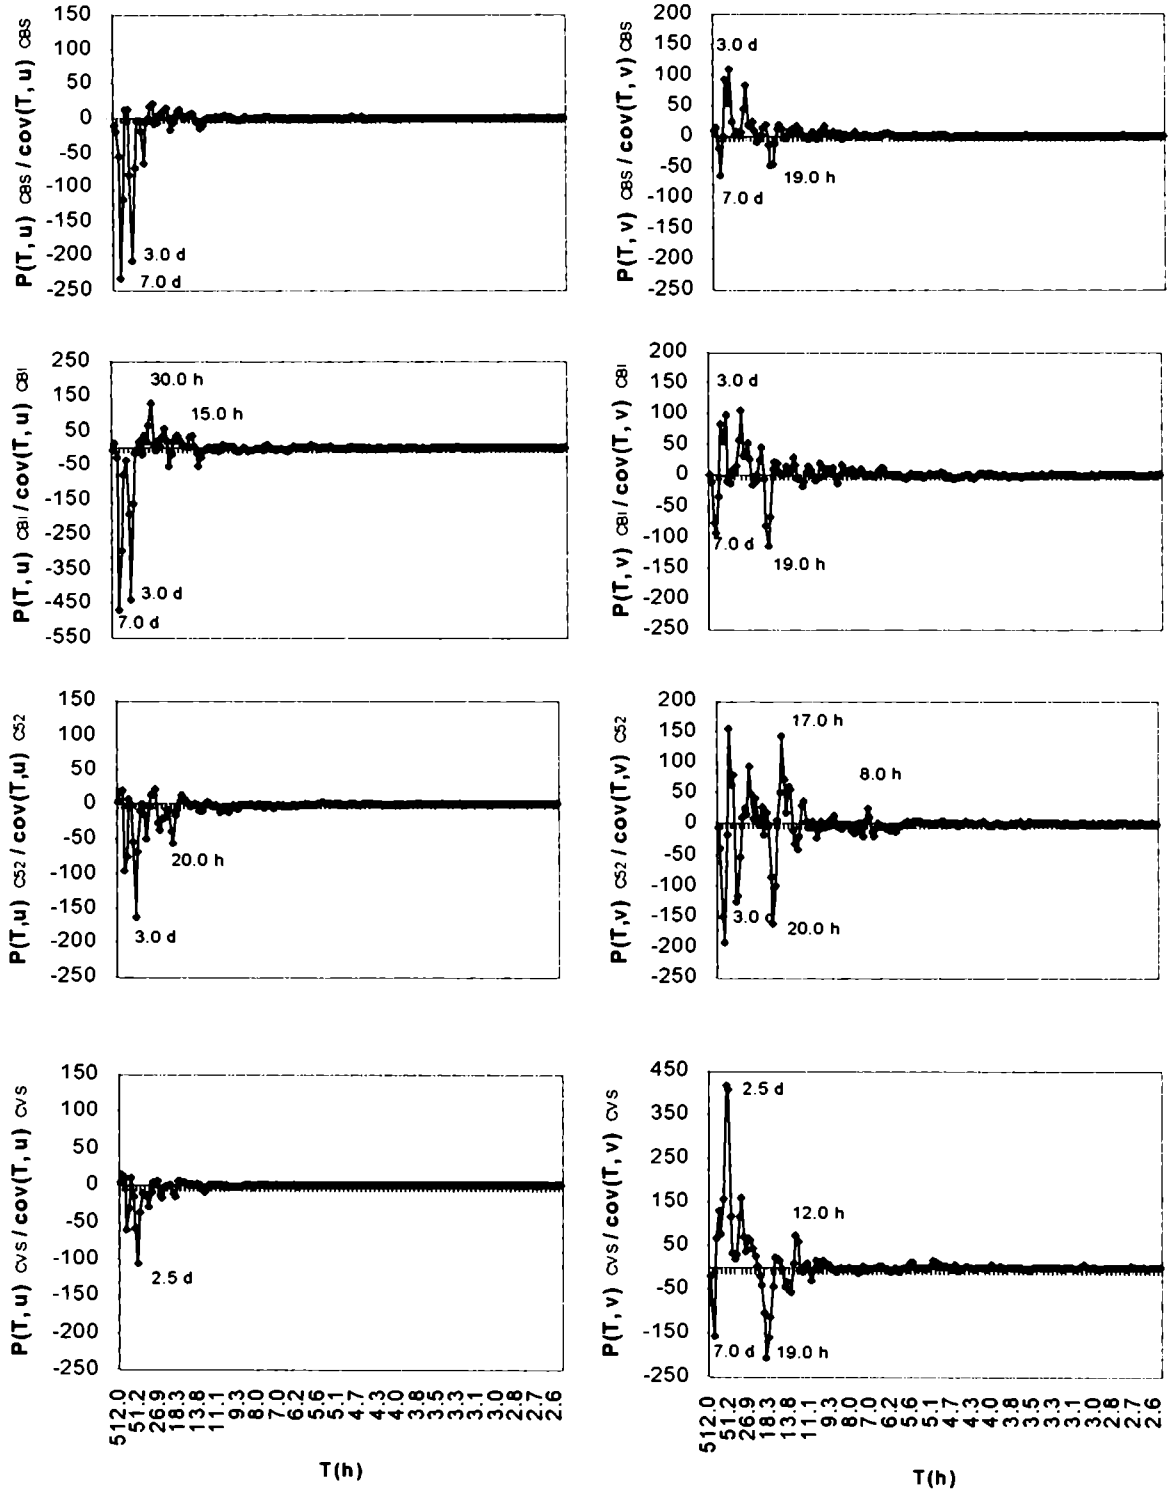 P(T, u) CBS / cov(T, u) CBS
150
100
50
0
-50
-100
-150
-200
-250
3.0 d
7.0 d
P(T, v) CBS / cov(T, v) CBS
200
150
100
50
0
-50
-100
-150
-200
-250
3.0 d
19.0 h
7.0 d
P(T, u) CBI / cov(T, u) CBI
250
150
50
-50
-150
-250
-350
-450
-550
30.0 h
15.0 h
3.0 d
7.0 d
P(T, v) CBI / cov(T, v) CBI
200
150
100
50
0
-50
-100
-150
-200
-250
3.0 d
7.0 d
19.0 h
P(T,u) C52 / cov(T,u) C52
150
100
50
0
-50
-100
-150
-200
-250
20.0 h
3.0 d
P(T,v) C52 / cov(T,v) C52
200
150
100
50
0
-50
-100
-150
-200
-250
17.0 h
8.0 h
3.0 d
20.0 h
P(T, u) CVS / cov(T, u) CVS
150
100
50
0
-50
-100
-150
-200
-250
2.5 d
512.0 51.2 26.9 18.3 13.8 11.1 9.3 8.0 7.0 6.2 5.6 5.1 4.7 4.3 4.0 3.8 3.5 3.3 3.1 3.0 2.8 2.7 2.6
T(h)
P(T, v) CVS / cov(T, v) CVS
450
350
250
150
50
-50
-150
-250
2.5 d
12.0 h
7.0 d
19.0 h
512.0 51.2 26.9 18.3 13.8 11.1 9.3 8.0 7.0 6.2 5.6 5.1 4.7 4.3 4.0 3.8 3.5 3.3 3.1 3.0 2.8 2.7 2.6
T(h)